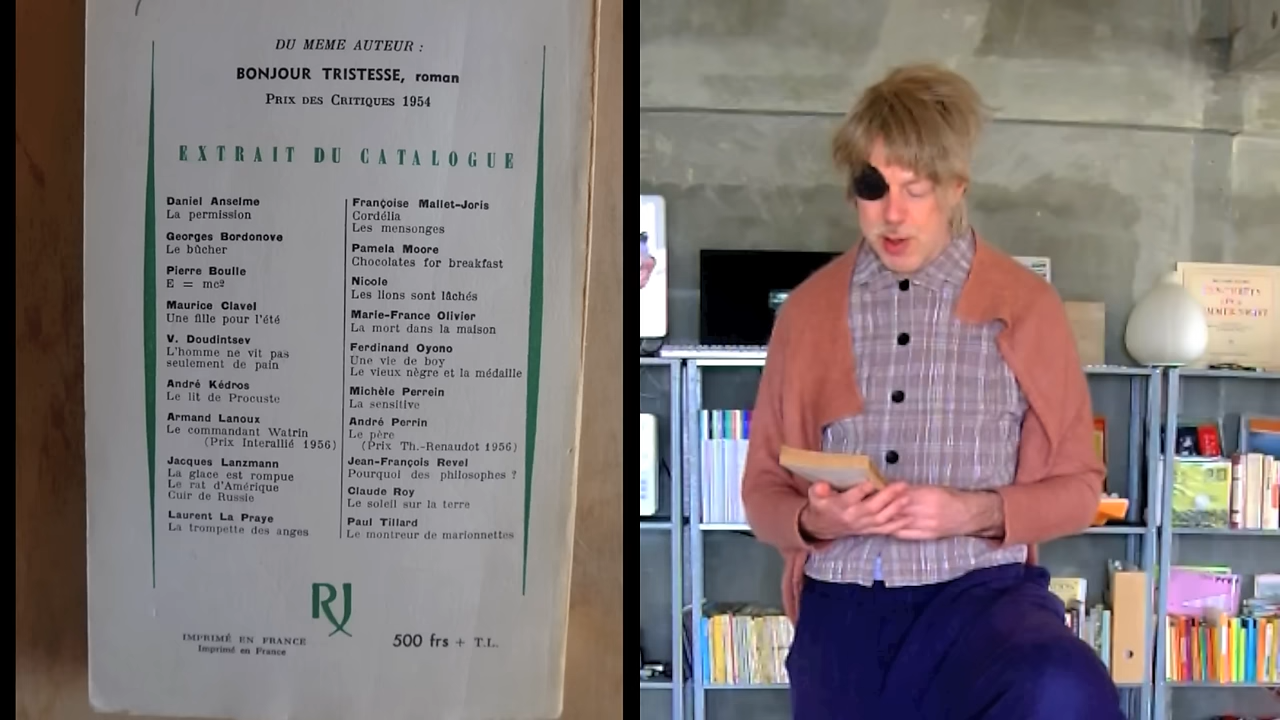 DU MEME AUTEUR :
BONJOUR TRISTESSE, roman
PRIX DES CRITIQUES 1954
EXTRAIT DU CATALOGUE
Daniel Anselme
La permission
Georges Bordonove
Le bûcher
Pierre Boulle
E = mc²
Maurice Clavel
Une fille pour l'été
V. Doudintsev
L'homme ne vit pas
seulement de pain
André Kédros
Le lit de Procuste
Armand Lanoux
Le commandant Watrin
(Prix Interallié 1956)
Jacques Lanzmann
La glace est rompue
Le rat d'Amérique
Cuir de Russie
Laurent La Praye
La trompette des anges
Françoise Mallet-Joris
Cordélia
Les mensonges
Pamela Moore
Chocolates for breakfast
Nicole
Les lions sont lâchés
Marie-France Olivier
La mort dans la maison
Ferdinand Oyono
Une vie de boy
Le vieux nègre et la médaille
Michèle Perrein
La sensitive
André Perrin
Le père
(Prix Th.-Renaudot 1956)
Jean-François Revel
Pourquoi des philosophes ?
Claude Roy
Le soleil sur la terre
Paul Tillard
Le montreur de marionnettes
RJ
IMPRIMÉ EN FRANCE
Imprimé en France
500 frs + T.L.